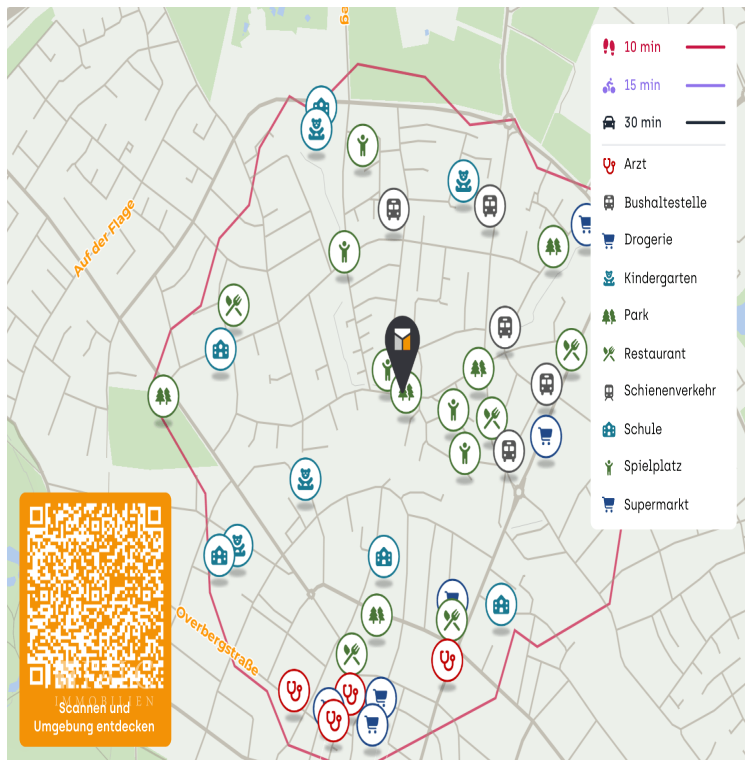 10 min
15 min
30 min
Arzt
Bushaltestelle
Drogerie
Kindergarten
Park
Restaurant
Schienenverkehr
Schule
Spielplatz
Supermarkt
Auf-der-Flage
Overbergstraße
IMMOBILIEN
Scannen und
Umgebung entdecken